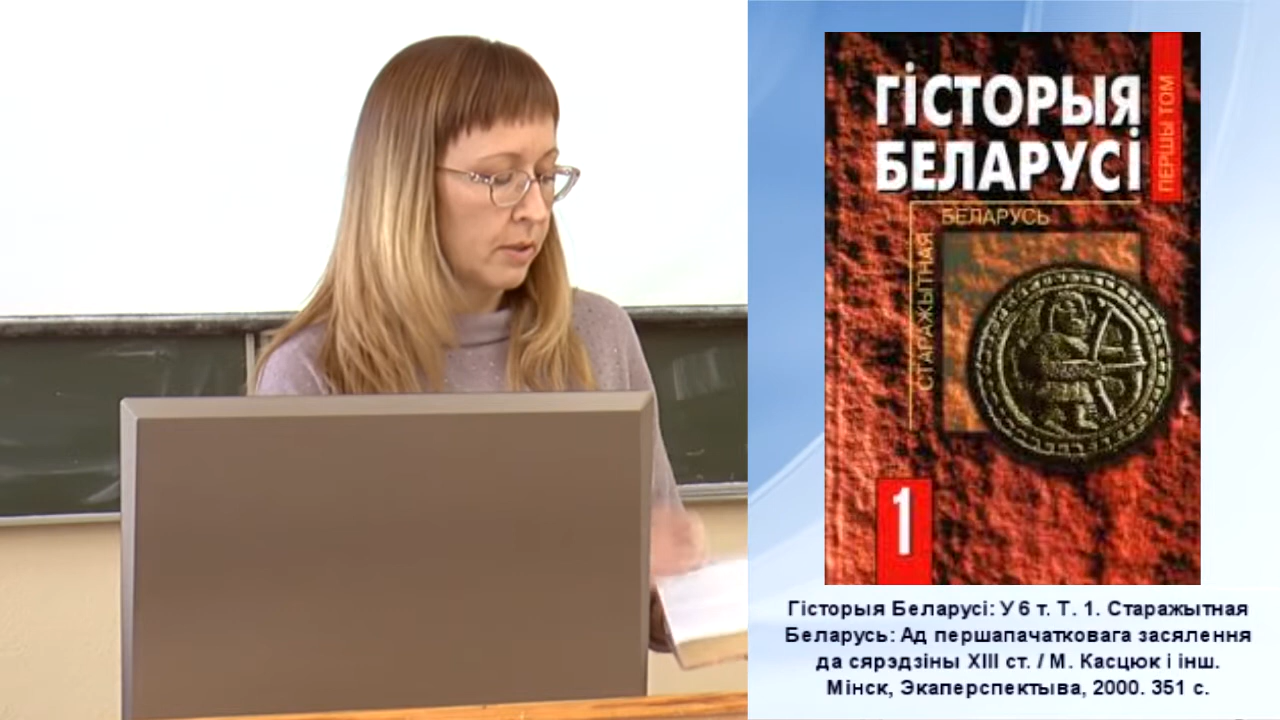 ГІСТОРЫЯ
БЕЛАРУСІ
ПЕРШЫ ТОМ
БЕЛАРУСЬ
СТАРАЖЫТНАЯ
1
Гісторыя Беларусі: У 6 т. Т. 1. Старажытная
Беларусь: Ад першапачатковага засялення
да сярэдзіны XIII ст. / М. Касцюк і інш.
Мінск, Экаперспектыва, 2000. 351 с.